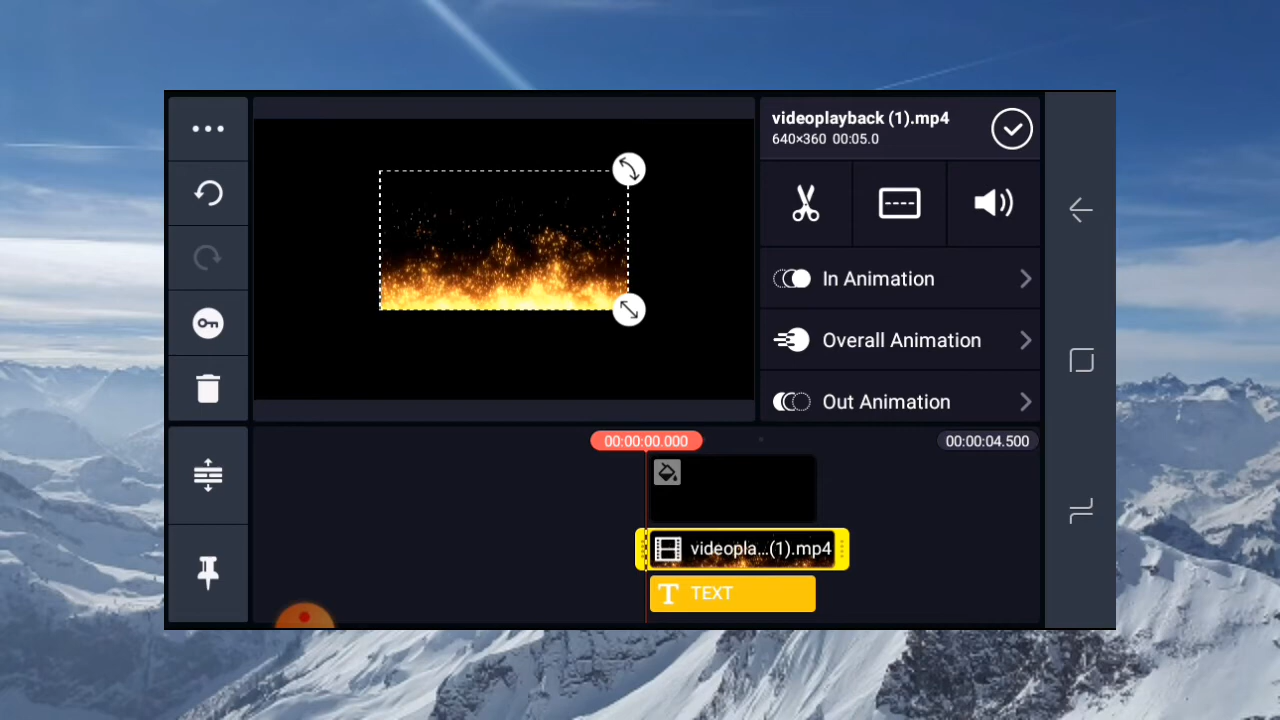 videoplayback (1).mp4
640×360 00:05.0
In Animation
Overall Animation
Out Animation
00:00:00.000
00:00:04.500
videopla...(1).mp4
T TEXT